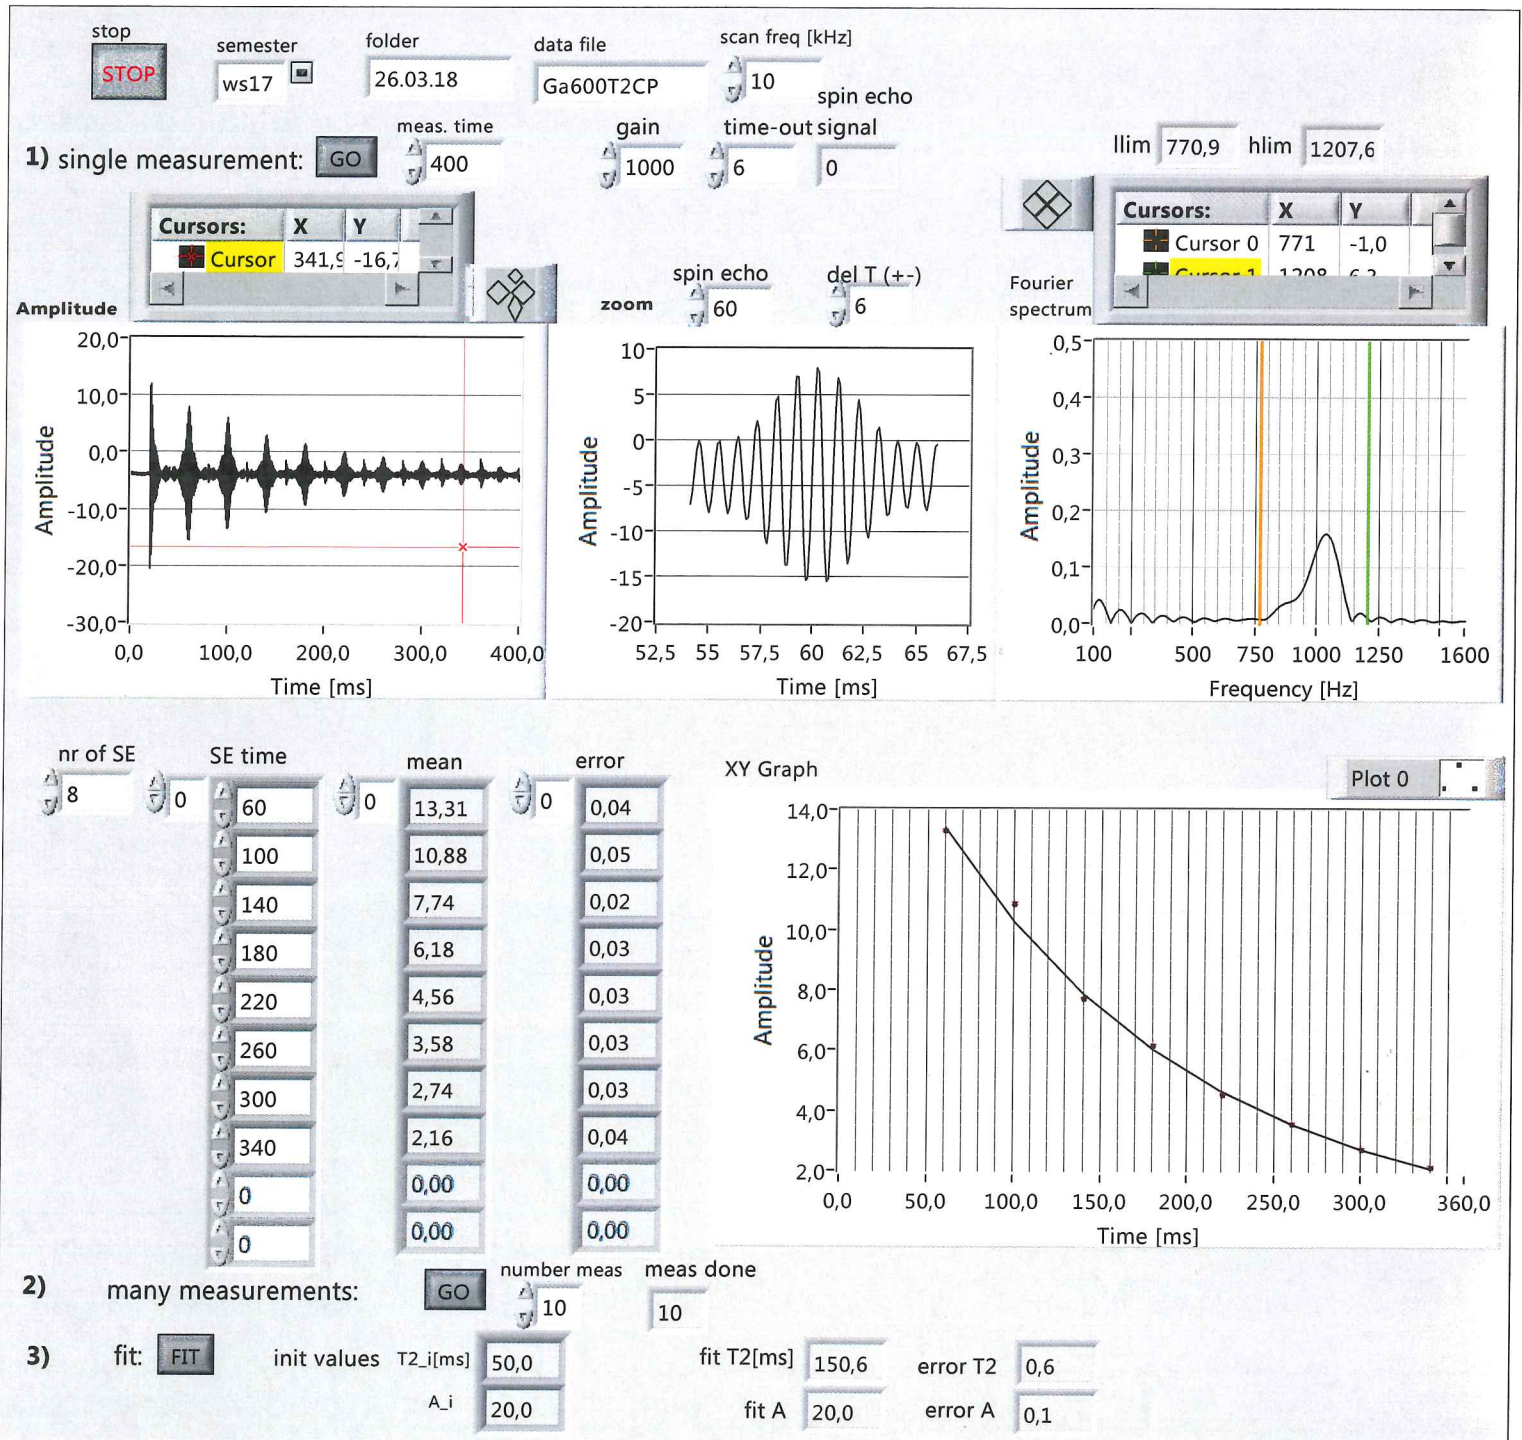 stop
semester
folder
data file
scan freq [kHz]
STOP
ws17
26.03.18
Ga600T2CP
10
spin echo
meas. time
gain
time-out signal
llim 770,9 hlim 1207,6
1) single measurement: GO
400
1000
6
0
Cursors: X Y
Cursor 341,9 -16,7
Cursors: X Y
Cursor 0 771 -1,0
Cursor 1 1208 6,2
spin echo
del T (+-)
zoom
60
6
Fourier
spectrum
Amplitude
20,0
10,0
0,0
-10,0
-20,0
-30,0
Amplitude
0,0 100,0 200,0 300,0 400,0
Time [ms]
10
5
0
-5
-10
-15
-20
Amplitude
52,5 55 57,5 60 62,5 65 67,5
Time [ms]
0,5
0,4
0,3
0,2
0,1
0,0
Amplitude
100 500 750 1000 1250 1600
Frequency [Hz]
nr of SE
SE time
mean
error
8
0
0
0
60 13,31 0,04
100 10,88 0,05
140 7,74 0,02
180 6,18 0,03
220 4,56 0,03
260 3,58 0,03
300 2,74 0,03
340 2,16 0,04
0 0,00 0,00
0 0,00 0,00
XY Graph
Plot 0
14,0
12,0
10,0
8,0
6,0
4,0
2,0
Amplitude
0,0 50,0 100,0 150,0 200,0 250,0 300,0 360,0
Time [ms]
2) many measurements: GO
number meas
meas done
10
10
3) fit: FIT
init values T2_i[ms] 50,0
A_i 20,0
fit T2[ms] 150,6 error T2 0,6
fit A 20,0 error A 0,1